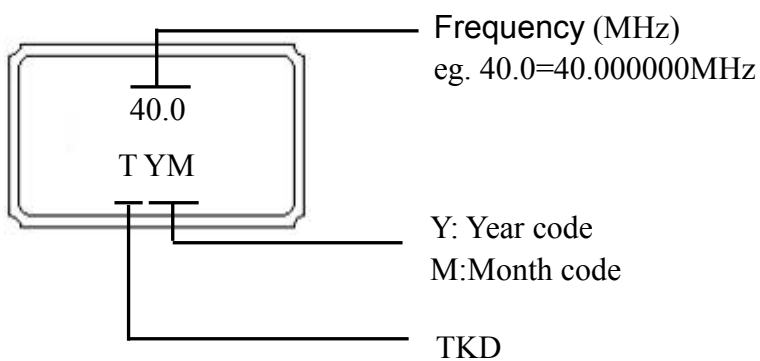 Frequency (MHz)
eg. 40.0=40.000000MHz
40.0
T YM
Y: Year code
M:Month code
TKD